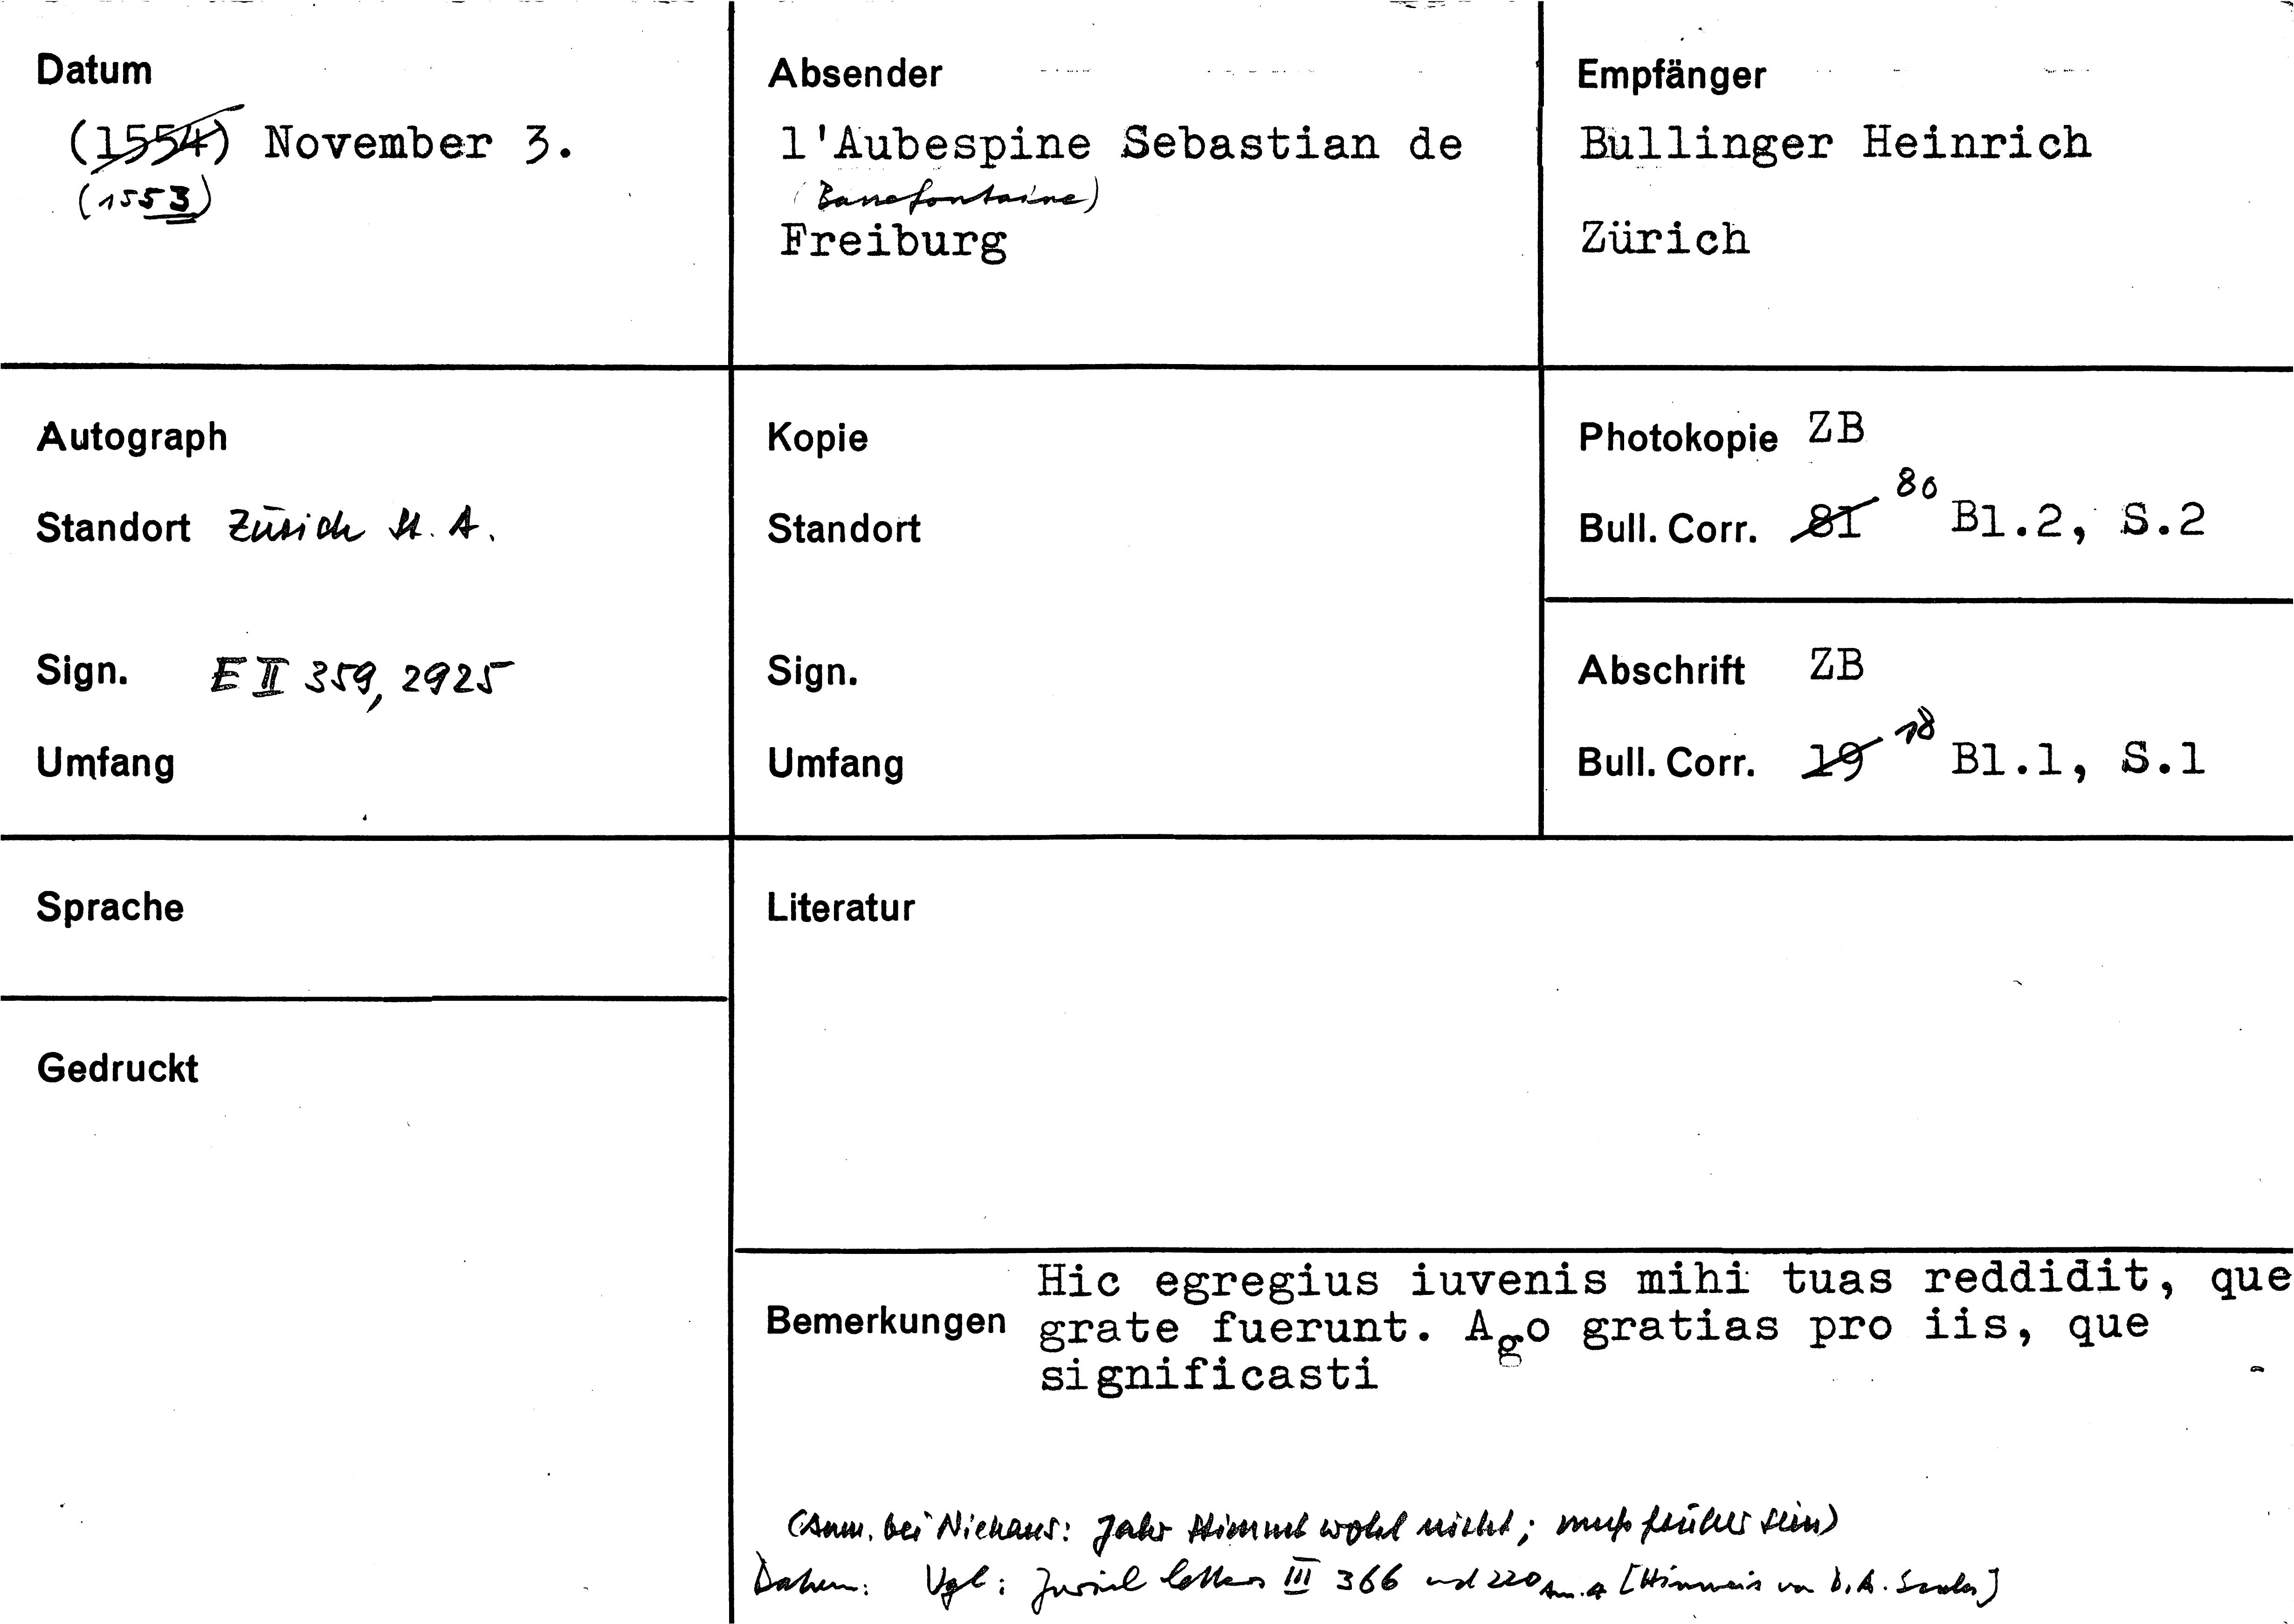 Datum
(1554) November 3.
(1553)
Absender
l'Aubespine Sebastian de
(Bassefontaine)
Freiburg
Empfänger
Bullinger Heinrich
Zürich
Autograph
Standort Zürich St. A.
Sign. E II 359, 2925
Umfang
Kopie
Standort
Sign.
Umfang
Photokopie ZB
Bull. Corr. 81 80 Bl.2, S.2
Abschrift ZB
Bull. Corr. 19 18 Bl.1, S.1
Sprache
Gedruckt
Literatur
Bemerkungen
Hic egregius iuvenis mihi tuas reddidit, que
grate fuerunt. Ago gratias pro iis, que
significasti
(Anm. bei Niehaus: Jahr stimmt wohl nicht; muss früher sein)
Datum: Vgl: Zurich letters III 366 und 220 Anm. 4 [Hinweis von